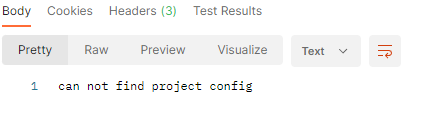 Body Cookies Headers (3) Test Results
Pretty Raw Preview Visualize Text
1 can not find project config